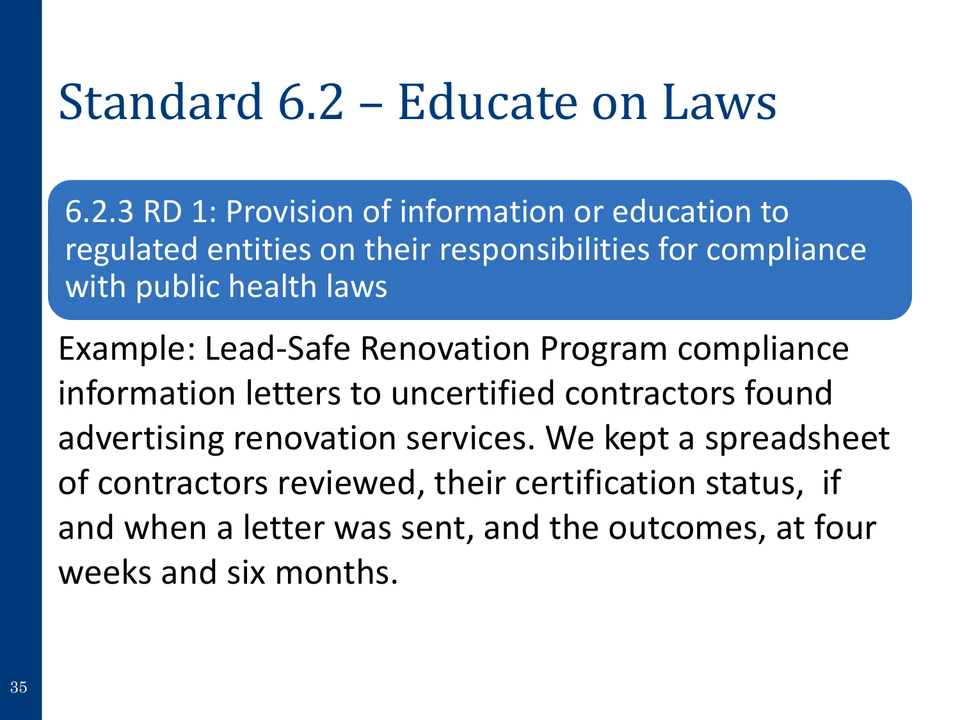 Standard 6.2 – Educate on Laws
6.2.3 RD 1: Provision of information or education to
regulated entities on their responsibilities for compliance
with public health laws
Example: Lead-Safe Renovation Program compliance
information letters to uncertified contractors found
advertising renovation services. We kept a spreadsheet
of contractors reviewed, their certification status,  if
and when a letter was sent, and the outcomes, at four
weeks and six months.
35